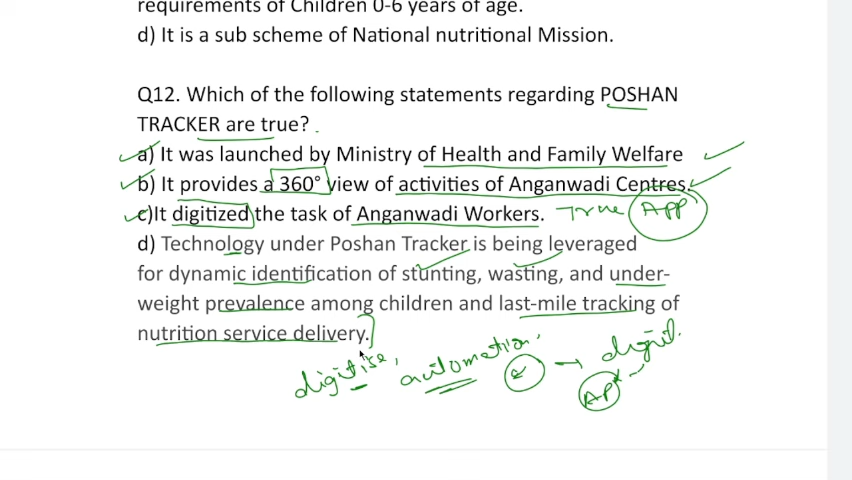 requirements of Children 0-6 years of age.
d) It is a sub scheme of National nutritional Mission.
Q12. Which of the following statements regarding POSHAN
TRACKER are true?
a) It was launched by Ministry of Health and Family Welfare
b) It provides a 360° view of activities of Anganwadi Centres.
c)It digitized the task of Anganwadi Workers. True APP
d) Technology under Poshan Tracker is being leveraged
for dynamic identification of stunting, wasting, and under-
weight prevalence among children and last-mile tracking of
nutrition service delivery.
digitise, automation, digit.
APP